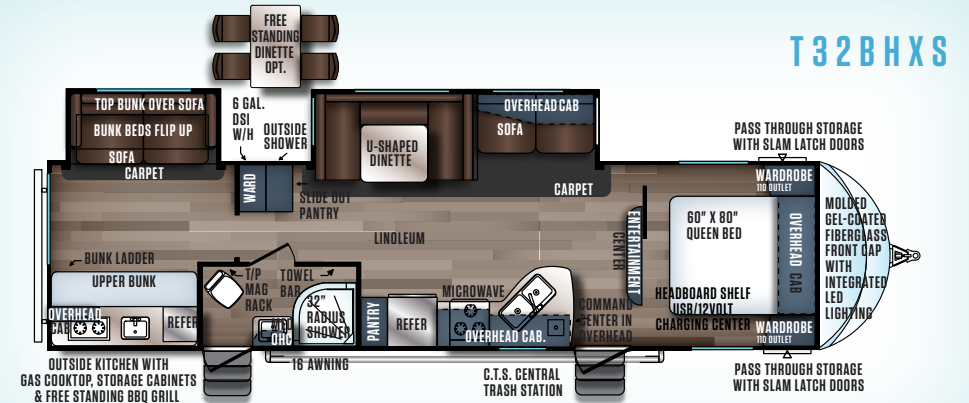 T32BHXS
FREE
STANDING
DINETTE
OPT.
TOP BUNK OVER SOFA
BUNK BEDS FLIP UP
SOFA
CARPET
6 GAL.
DSI
W/H
OUTSIDE
SHOWER
U-SHAPED
DINETTE
OVERHEAD CAB
SOFA
CARPET
PASS THROUGH STORAGE
WITH SLAM LATCH DOORS
WARD
SLIDE OUT
PANTRY
LINOLEUM
ENTERTAINMENT
CENTER
60" X 80"
QUEEN BED
WARDROBE
110 OUTLET
OVERHEAD CAB
HEADBOARD SHELF
USB/12VOLT
CHARGING CENTER
WARDROBE
110 OUTLET
MOLDED
GEL-COATED
FIBERGLASS
FRONT CAP
WITH
INTEGRATED
LED
LIGHTING
BUNK LADDER
UPPER BUNK
OVERHEAD
CAB
REFER
T/P
MAG
RACK
TOWEL
BAR
32"
RADIUS
SHOWER
MED
OHC
PANTRY
REFER
MICROWAVE
OVERHEAD CAB.
COMMAND
CENTER IN
OVERHEAD
16 AWNING
OUTSIDE KITCHEN WITH
GAS COOKTOP, STORAGE CABINETS
& FREE STANDING BBQ GRILL
C.T.S. CENTRAL
TRASH STATION
PASS THROUGH STORAGE
WITH SLAM LATCH DOORS